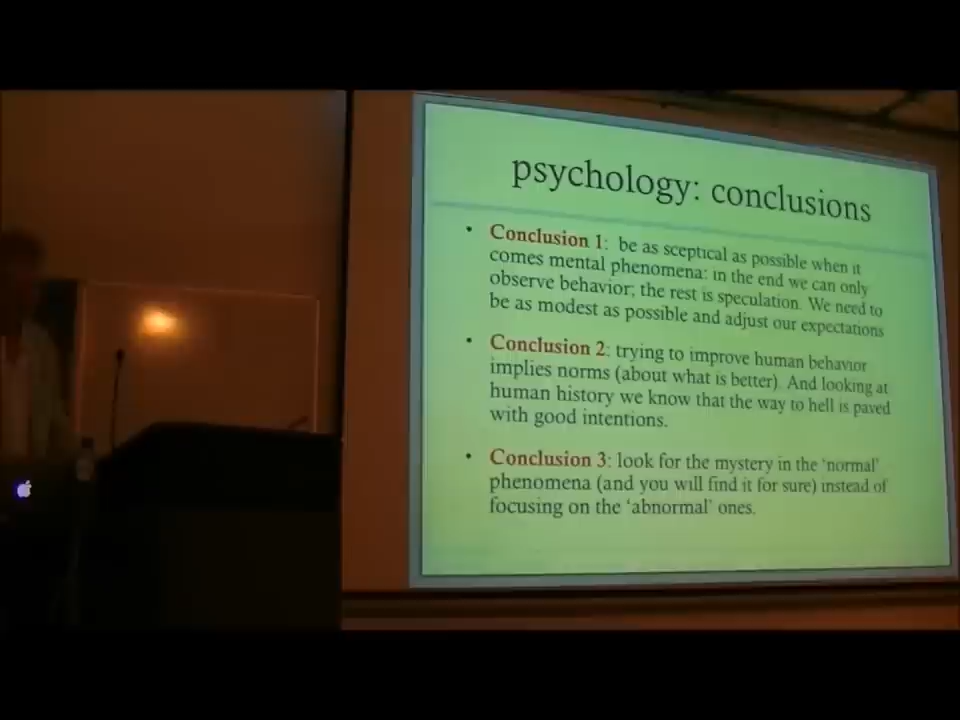 psychology: conclusions
• Conclusion 1: be as sceptical as possible when it
comes mental phenomena: in the end we can only
observe behavior; the rest is speculation. We need to
be as modest as possible and adjust our expectations
• Conclusion 2: trying to improve human behavior
implies norms (about what is better). And looking at
human history we know that the way to hell is paved
with good intentions.
• Conclusion 3: look for the mystery in the ‘normal’
phenomena (and you will find it for sure) instead of
focusing on the ‘abnormal’ ones.